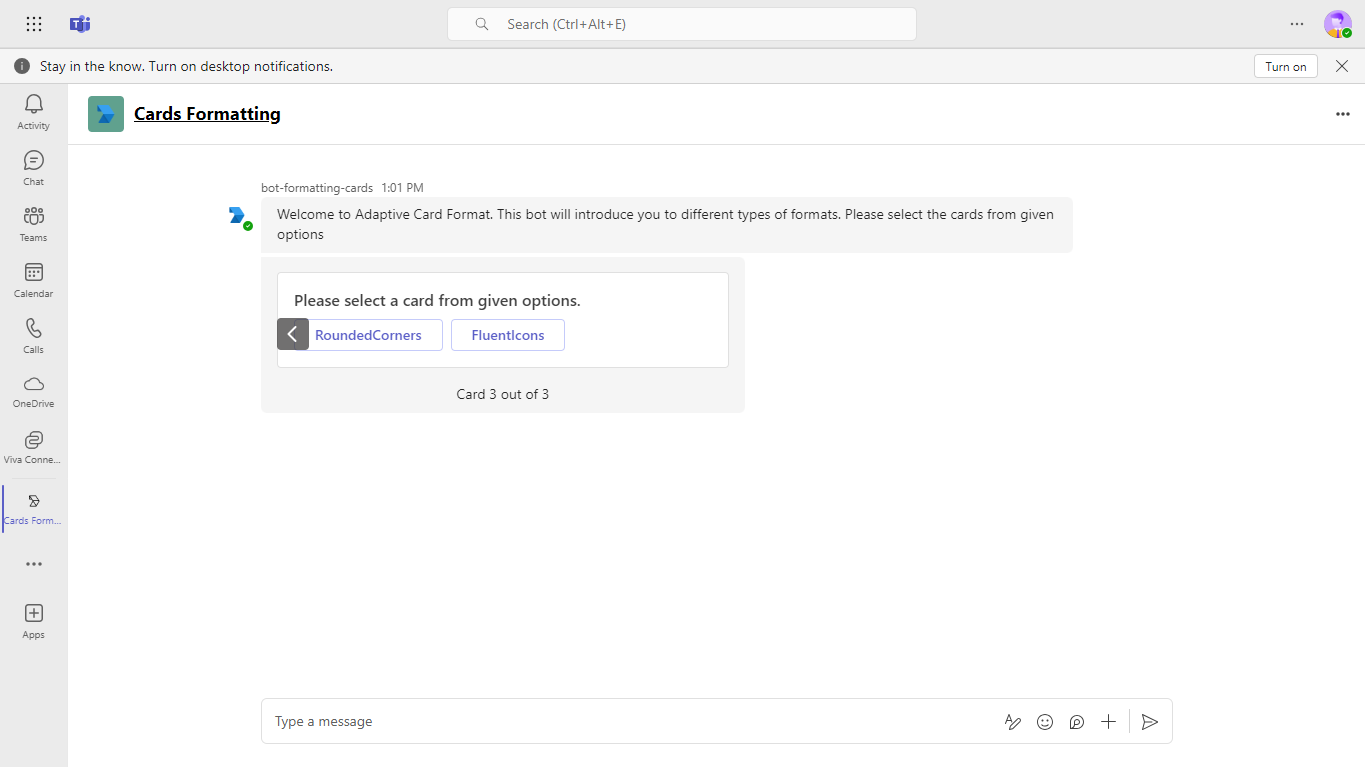 Search (Ctrl+Alt+E)
Stay in the know. Turn on desktop notifications.
Turn on
Activity
Chat
Teams
Calendar
Calls
OneDrive
Viva Conne...
Cards Form...
Apps
Cards Formatting
bot-formatting-cards 1:01 PM
Welcome to Adaptive Card Format. This bot will introduce you to different types of formats. Please select the cards from given
options
Please select a card from given options.
RoundedCorners FluentIcons
Card 3 out of 3
Type a message